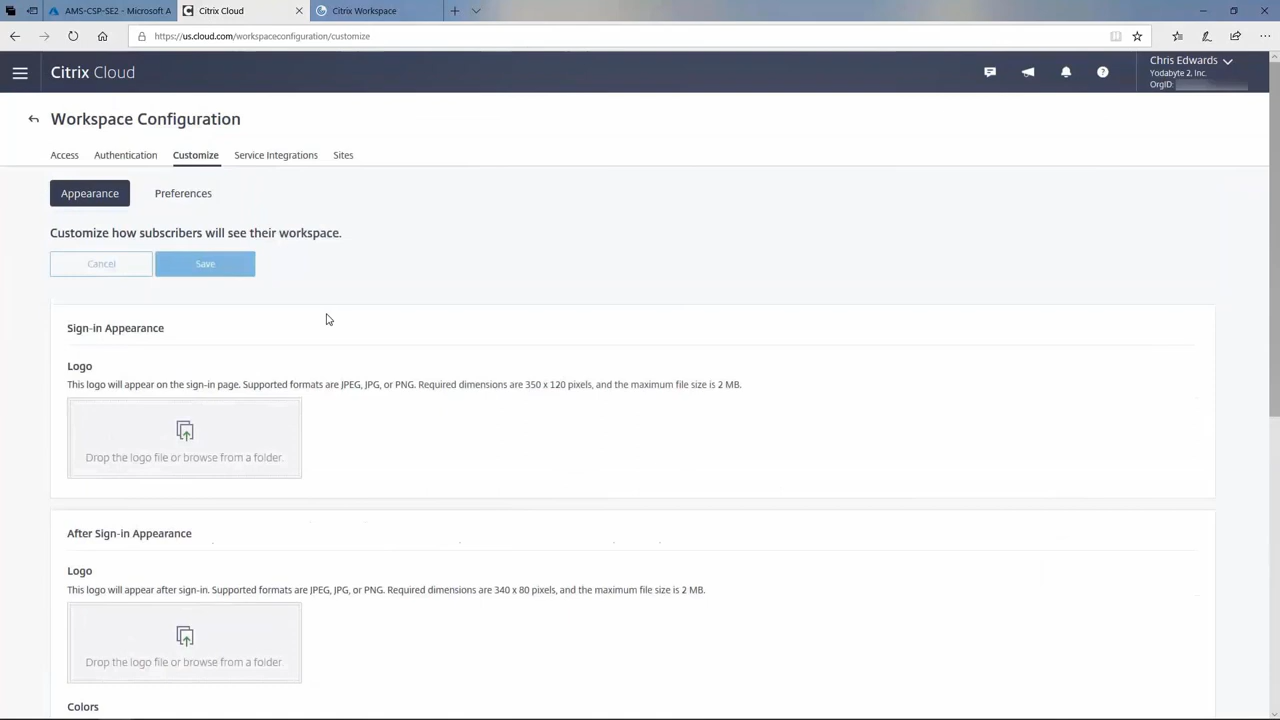 AMS-CSP-SE2 - Microsoft A
Citrix Cloud
Citrix Workspace
https://us.cloud.com/workspaceconfiguration/customize
Citrix Cloud
Chris Edwards
Yodabyte 2, Inc.
OrgID:
Workspace Configuration
Access Authentication Customize Service Integrations Sites
Appearance Preferences
Customize how subscribers will see their workspace.
Cancel Save
Sign-in Appearance
Logo
This logo will appear on the sign-in page. Supported formats are JPEG, JPG, or PNG. Required dimensions are 350 x 120 pixels, and the maximum file size is 2 MB.
Drop the logo file or browse from a folder.
After Sign-in Appearance
Logo
This logo will appear after sign-in. Supported formats are JPEG, JPG, or PNG. Required dimensions are 340 x 80 pixels, and the maximum file size is 2 MB.
Drop the logo file or browse from a folder.
Colors